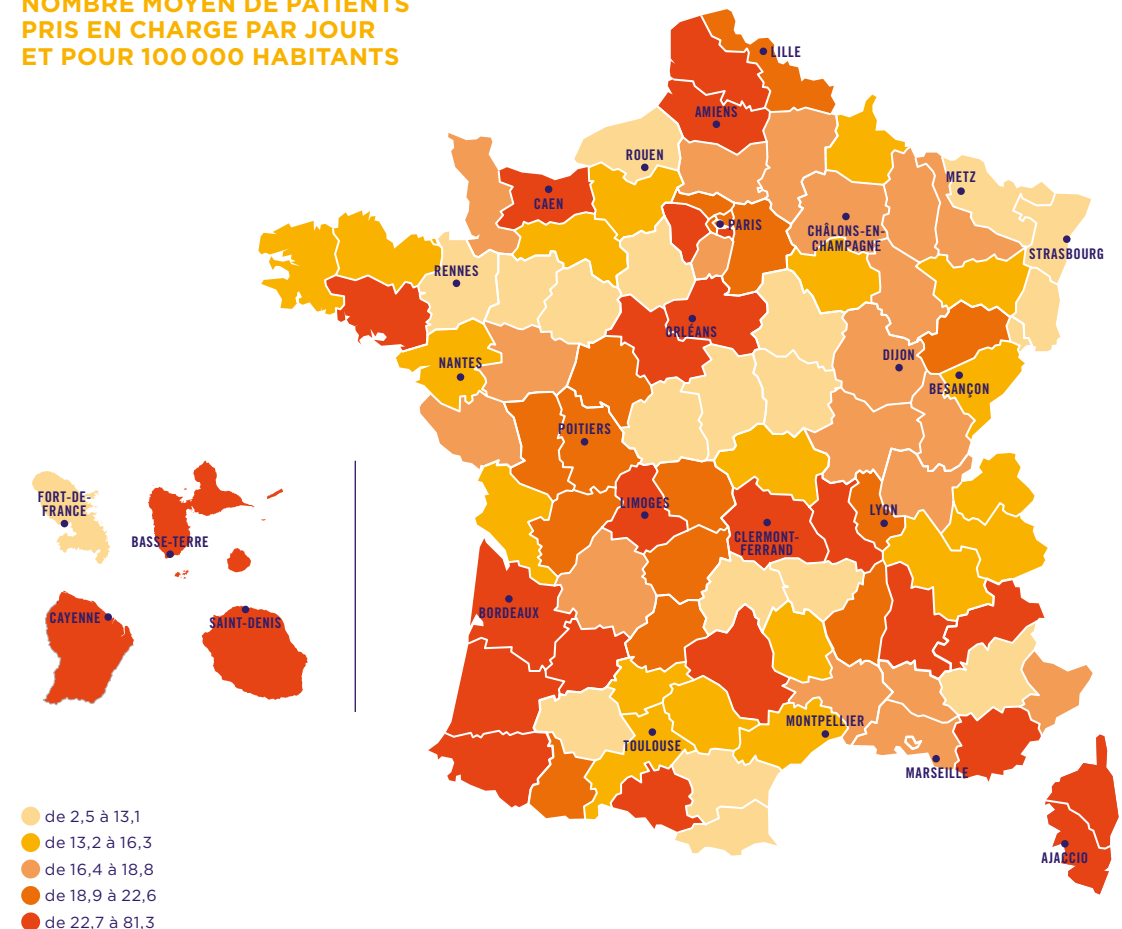 NOMBRE MOYEN DE PATIENTS
PRIS EN CHARGE PAR JOUR
ET POUR 100 000 HABITANTS
LILLE
AMIENS
ROUEN
METZ
CAEN
PARIS
CHÂLONS-EN-
CHAMPAGNE
STRASBOURG
RENNES
ORLÉANS
DIJON
NANTES
BESANÇON
POITIERS
LIMOGES
LYON
CLERMONT-
FERRAND
FORT-DE-
FRANCE
BASSE-TERRE
BORDEAUX
CAYENNE
SAINT-DENIS
MONTPELLIER
TOULOUSE
MARSEILLE
AJACCIO
de 2,5 à 13,1
de 13,2 à 16,3
de 16,4 à 18,8
de 18,9 à 22,6
de 22,7 à 81,3